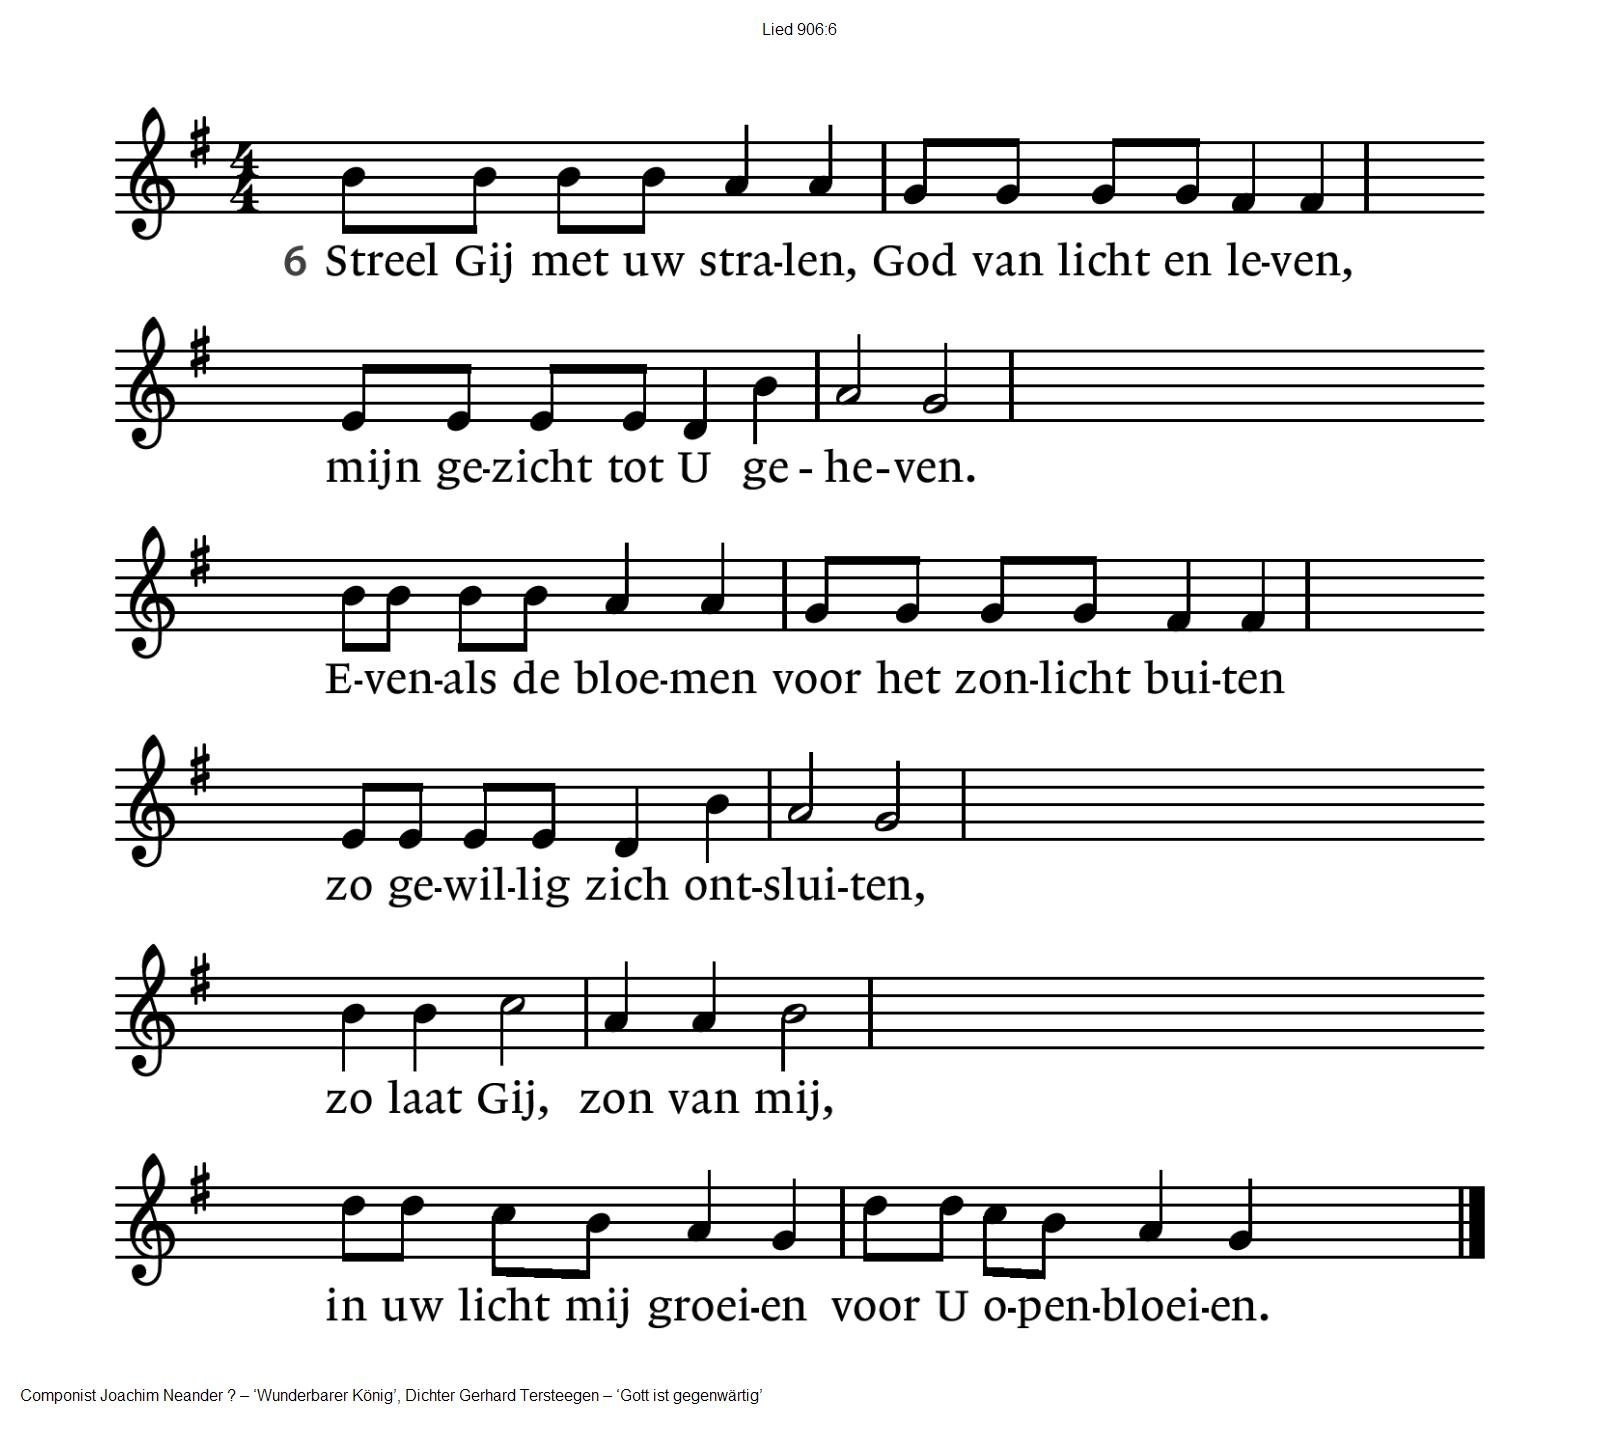 Lied 906:6
4
4
6 Streel Gij met uw stra-len, God van licht en le-ven,
mijn ge-zicht tot U ge - he-ven.
E-ven-als de bloe-men voor het zon-licht bui-ten
zo ge-wil-lig zich ont-slui-ten,
zo laat Gij, zon van mij,
in uw licht mij groei-en voor U o-pen-bloei-en.
Componist Joachim Neander ? – ‘Wunderbarer König’, Dichter Gerhard Tersteegen – ‘Gott ist gegenwärtig’